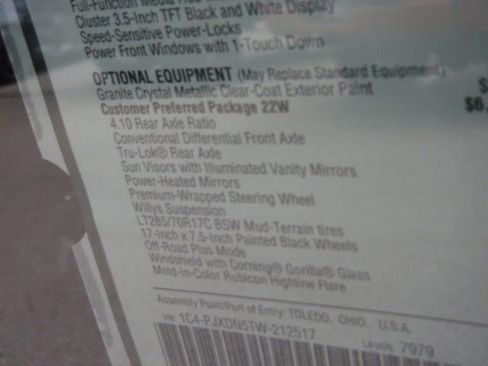 Full-Function Media
Cluster 3.5-Inch TFT Black and White Display
Speed-Sensitive Power-Locks
Power Front Windows with 1-Touch Down
OPTIONAL EQUIPMENT (May Replace Standard Equipment)
Granite Crystal Metallic Clear-Coat Exterior Paint
Customer Preferred Package 22W
4.10 Rear Axle Ratio
Conventional Differential Front Axle
Tru-Lok® Rear Axle
Sun Visors with Illuminated Vanity Mirrors
Power-Heated Mirrors
Premium-Wrapped Steering Wheel
Willys Suspension
LT285/70R17C BSW Mud-Terrain tires
17-Inch x 7.5-Inch Painted Black Wheels
Off-Road Plus Mode
Windshield with Corning® Gorilla® Glass
Mold-In-Color Rubicon Highline Flare
Assembly Point/Port of Entry: TOLEDO, OHIO, U.S.A.
VIN: 1C4-PJXDN5TW-212517
7979